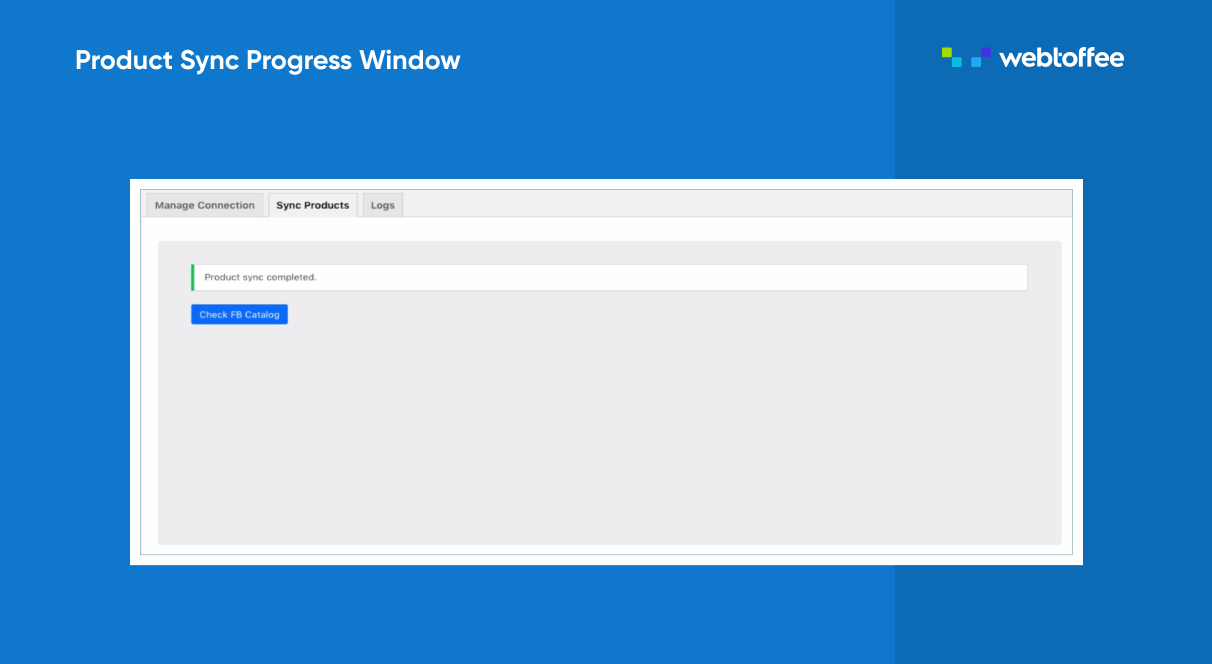 Product Sync Progress Window
webtoffee
Manage Connection Sync Products Logs
Product sync completed.
Check FB Catalog